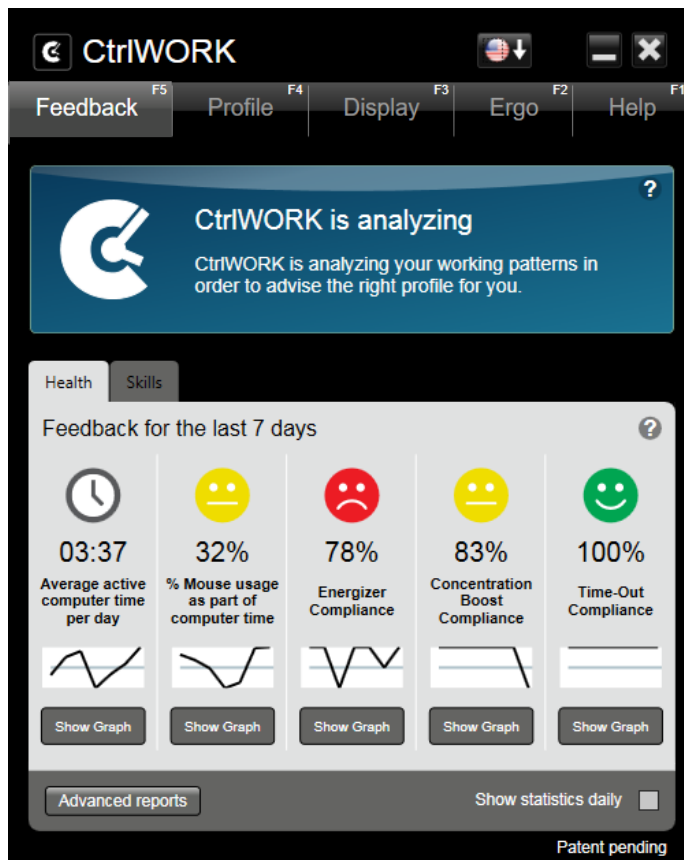 CtrlWORK
Feedback F5 Profile F4 Display F3 Ergo F2 Help F1
?
CtrlWORK is analyzing
CtrlWORK is analyzing your working patterns in
order to advise the right profile for you.
Health Skills
Feedback for the last 7 days ?
03:37 32% 78% 83% 100%
Average active
computer time
per day
% Mouse usage
as part of
computer time
Energizer
Compliance
Concentration
Boost
Compliance
Time-Out
Compliance
Show Graph Show Graph Show Graph Show Graph Show Graph
Advanced reports Show statistics daily
Patent pending